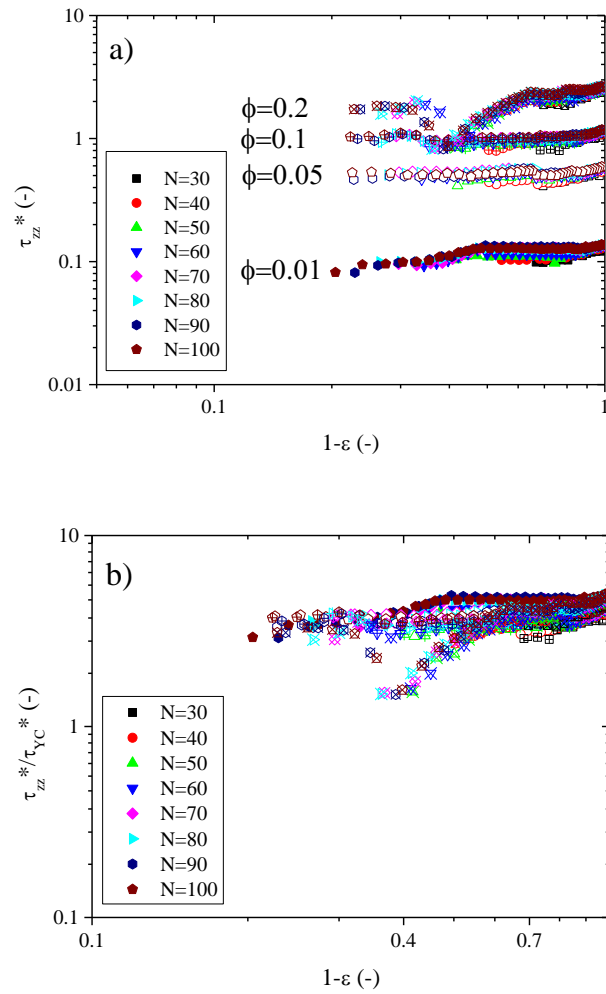 a)
10
1
0.1
0.01
τzz* (-)
ϕ=0.2
ϕ=0.1
ϕ=0.05
ϕ=0.01
N=30
N=40
N=50
N=60
N=70
N=80
N=90
N=100
0.1
1
1-ε (-)
b)
10
1
0.1
τzz*/τYC* (-)
N=30
N=40
N=50
N=60
N=70
N=80
N=90
N=100
0.1
0.4
0.7
1-ε (-)